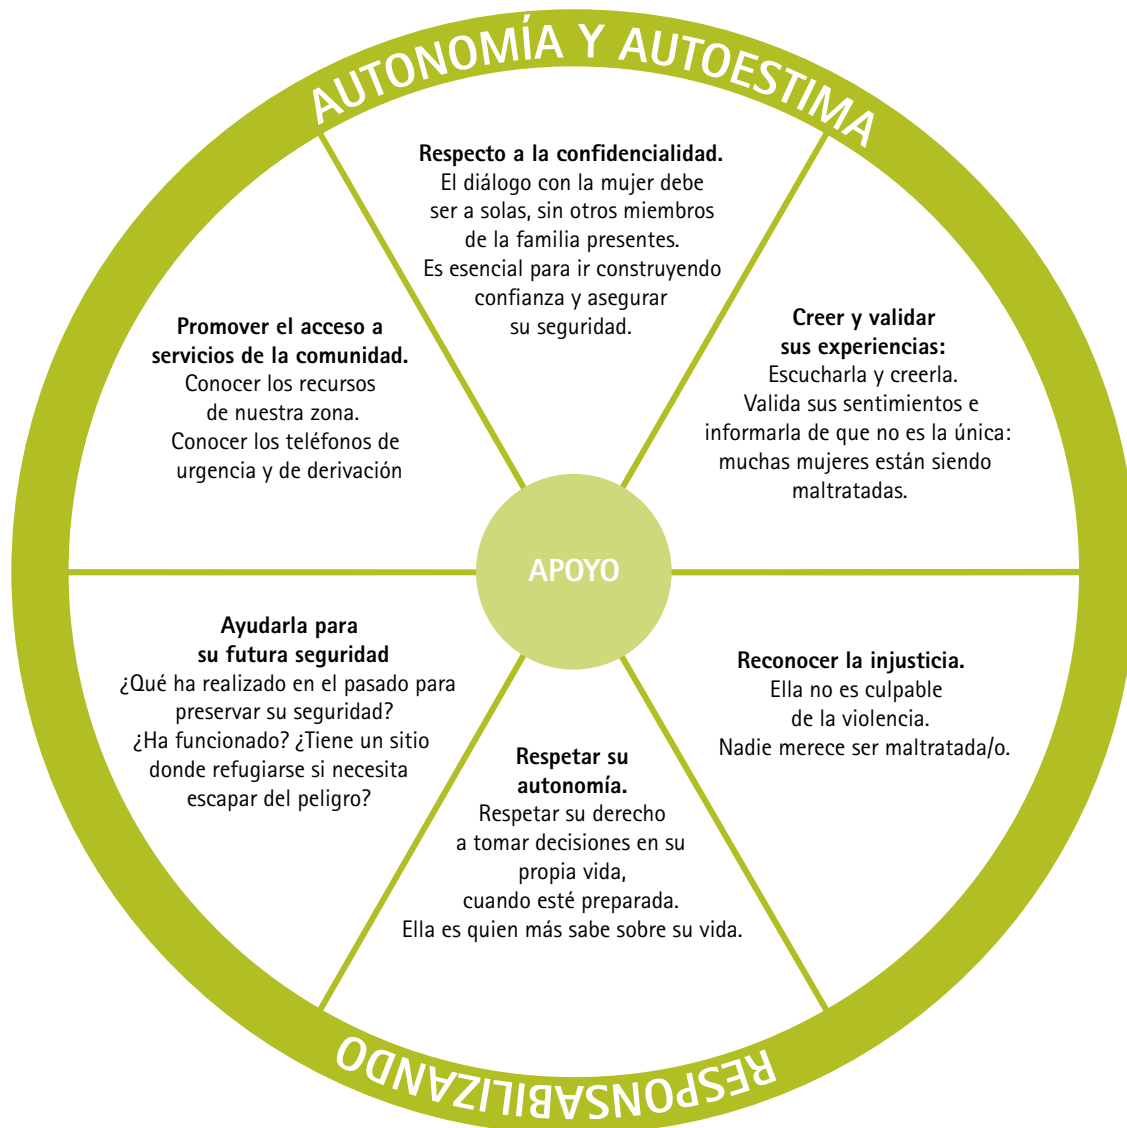 AUTONOMÍA Y AUTOESTIMA
Respecto a la confidencialidad.
El diálogo con la mujer debe
ser a solas, sin otros miembros
de la familia presentes.
Es esencial para ir construyendo
confianza y asegurar
su seguridad.
Creer y validar
sus experiencias:
Escucharla y creerla.
Valida sus sentimientos e
informarla de que no es la única:
muchas mujeres están siendo
maltratadas.
Reconocer la injusticia.
Ella no es culpable
de la violencia.
Nadie merece ser maltratada/o.
Respetar su
autonomía.
Respetar su derecho
a tomar decisiones en su
propia vida,
cuando esté preparada.
Ella es quien más sabe sobre su vida.
Ayudarla para
su futura seguridad
¿Qué ha realizado en el pasado para
preservar su seguridad?
¿Ha funcionado? ¿Tiene un sitio
donde refugiarse si necesita
escapar del peligro?
Promover el acceso a
servicios de la comunidad.
Conocer los recursos
de nuestra zona.
Conocer los teléfonos de
urgencia y de derivación
APOYO
RESPONSABILIZANDO